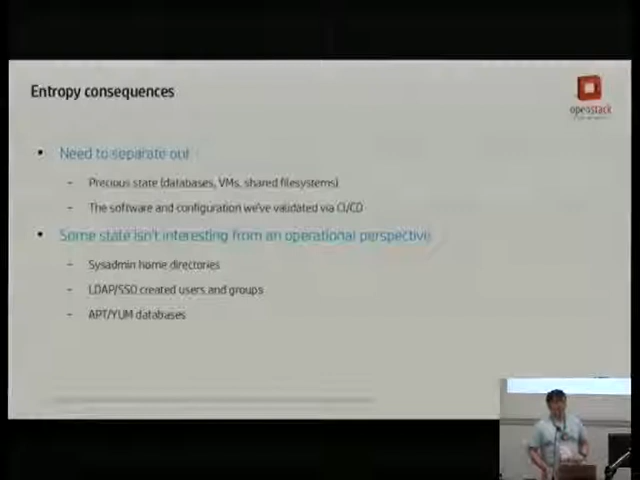 Entropy consequences
openstack
• Need to separate out
- Precious state (databases, VMs, shared filesystems)
- The software and configuration we've validated via CI/CD
• Some state isn't interesting from an operational perspective
- Sysadmin home directories
- LDAP/SSO created users and groups
- APT/YUM databases